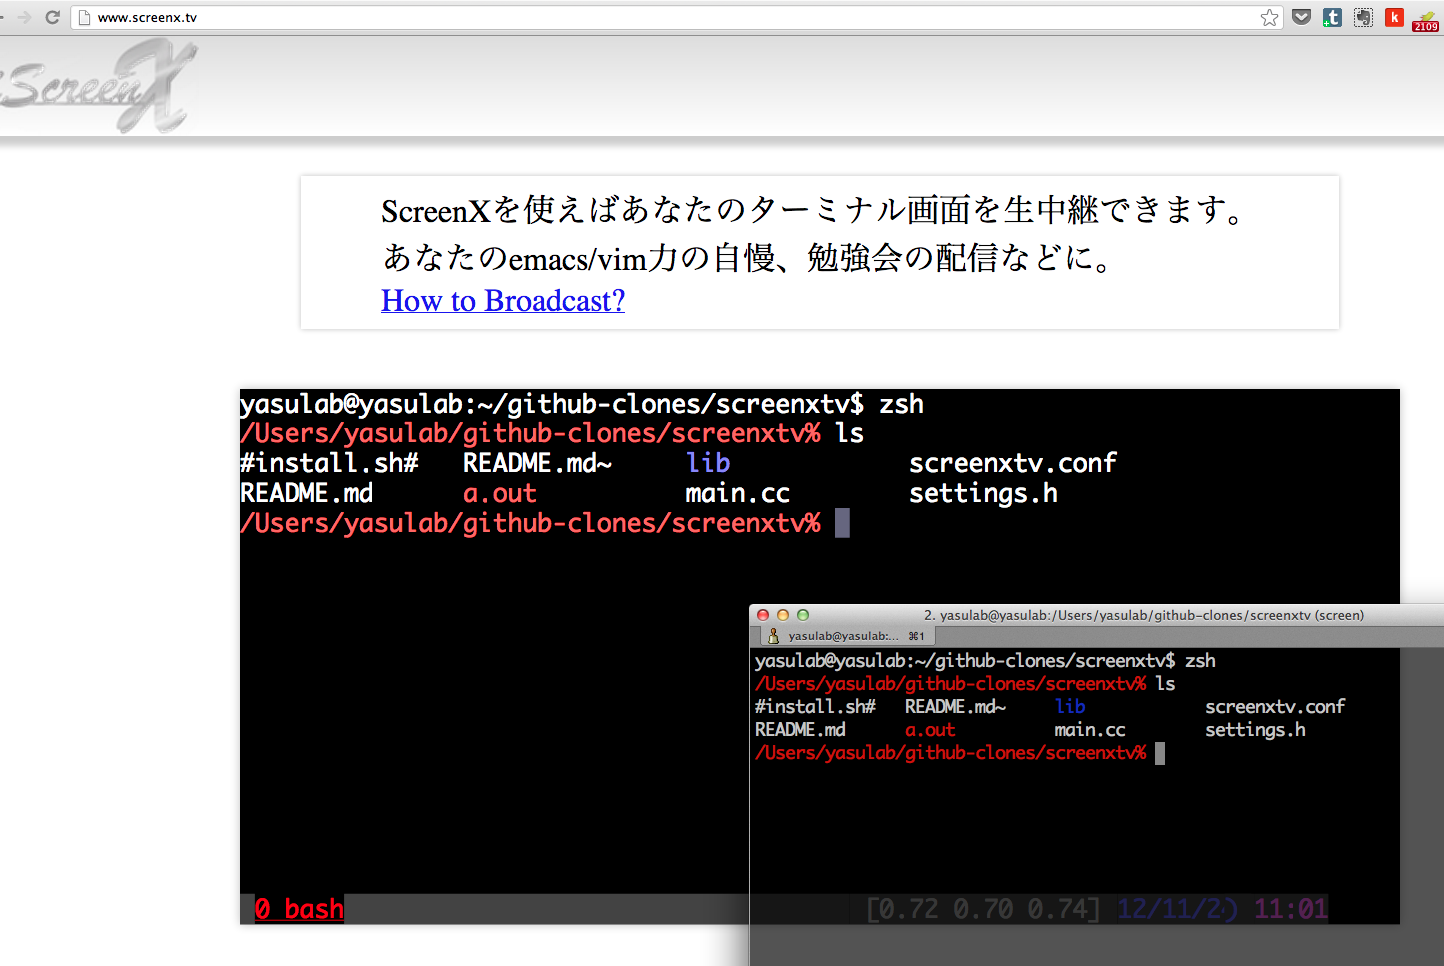 www.screenx.tv
2109
ScreenX
ScreenXを使えばあなたのターミナル画面を生中継できます。
あなたのemacs/vim力の自慢、勉強会の配信などに。
How to Broadcast?
yasulab@yasulab:~/github-clones/screenxtv$ zsh
/Users/yasulab/github-clones/screenxtv% ls
#install.sh# README.md~ lib screenxtv.conf
README.md a.out main.cc settings.h
/Users/yasulab/github-clones/screenxtv%
0 bash [0.72 0.70 0.74] 12/11/2 11:01
2. yasulab@yasulab:/Users/yasulab/github-clones/screenxtv (screen)
yasulab@yasulab:... ⌘1
yasulab@yasulab:~/github-clones/screenxtv$ zsh
/Users/yasulab/github-clones/screenxtv% ls
#install.sh# README.md~ lib screenxtv.conf
README.md a.out main.cc settings.h
/Users/yasulab/github-clones/screenxtv%